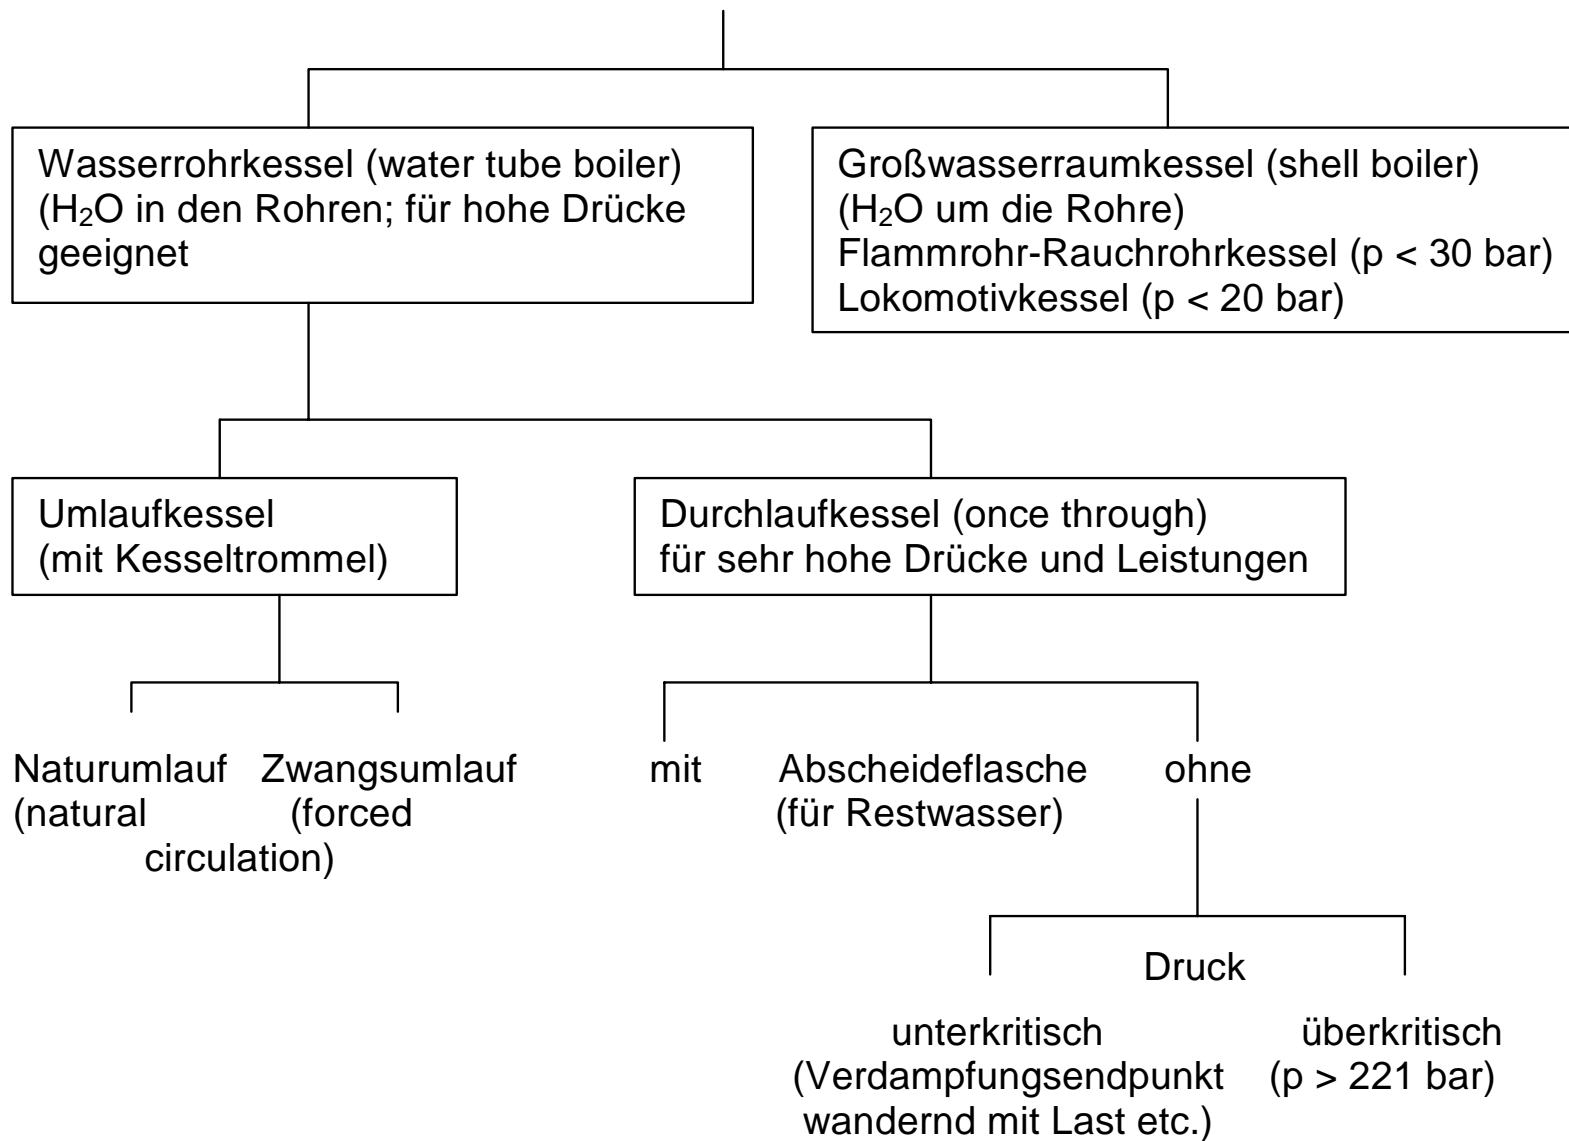 Wasserrohrkessel (water tube boiler)
(H₂O in den Rohren; für hohe Drücke
geeignet
Großwasserraumkessel (shell boiler)
(H₂O um die Rohre)
Flammrohr-Rauchrohrkessel (p < 30 bar)
Lokomotivkessel (p < 20 bar)
Umlaufkessel
(mit Kesseltrommel)
Durchlaufkessel (once through)
für sehr hohe Drücke und Leistungen
Naturumlauf Zwangsumlauf
(natural (forced
circulation)
mit Abscheideflasche ohne
(für Restwasser)
Druck
unterkritisch
(Verdampfungsendpunkt
wandernd mit Last etc.)
überkritisch
(p > 221 bar)